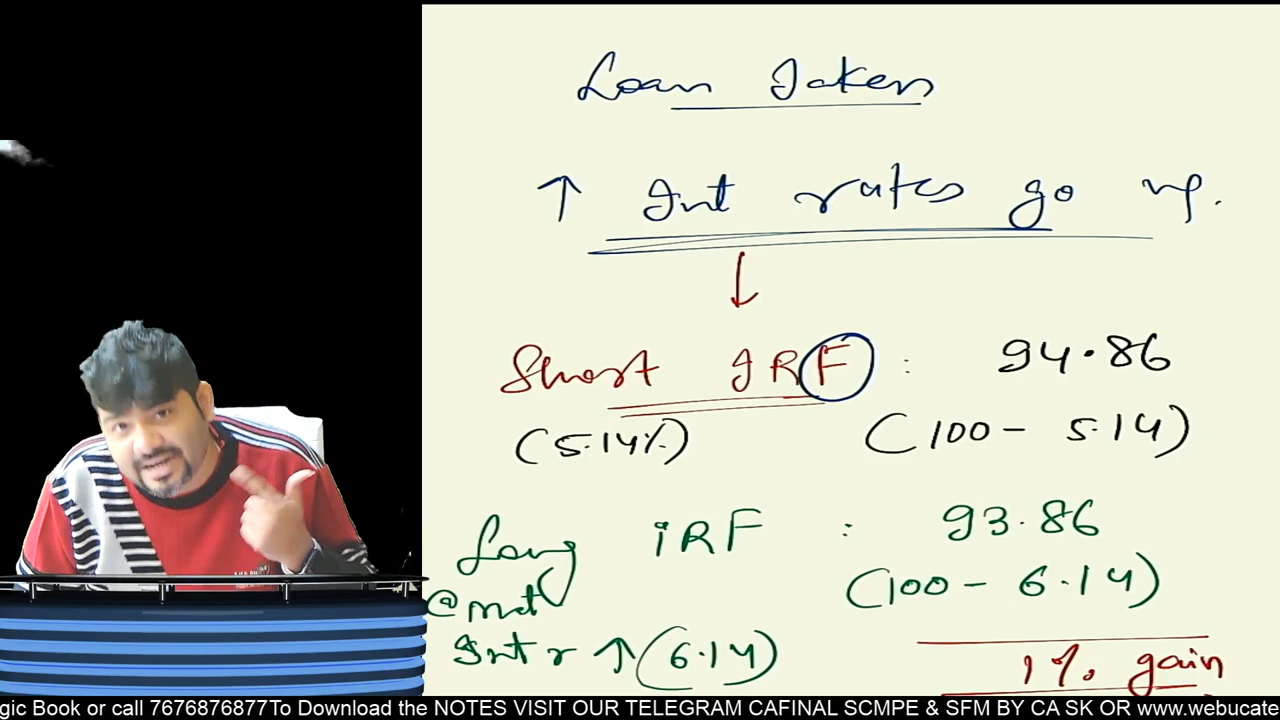 Loan Taken
↑ Int rates go up.
↓
Short IRF : 94.86
(5.14%) (100 - 5.14)
Long IRF : 93.86
@ mat (100 - 6.14)
Int r ↑ (6.14)
1% gain
gic Book or call 7676876877To Download the NOTES VISIT OUR TELEGRAM CAFINAL SCMPE & SFM BY CA SK OR www.webucate